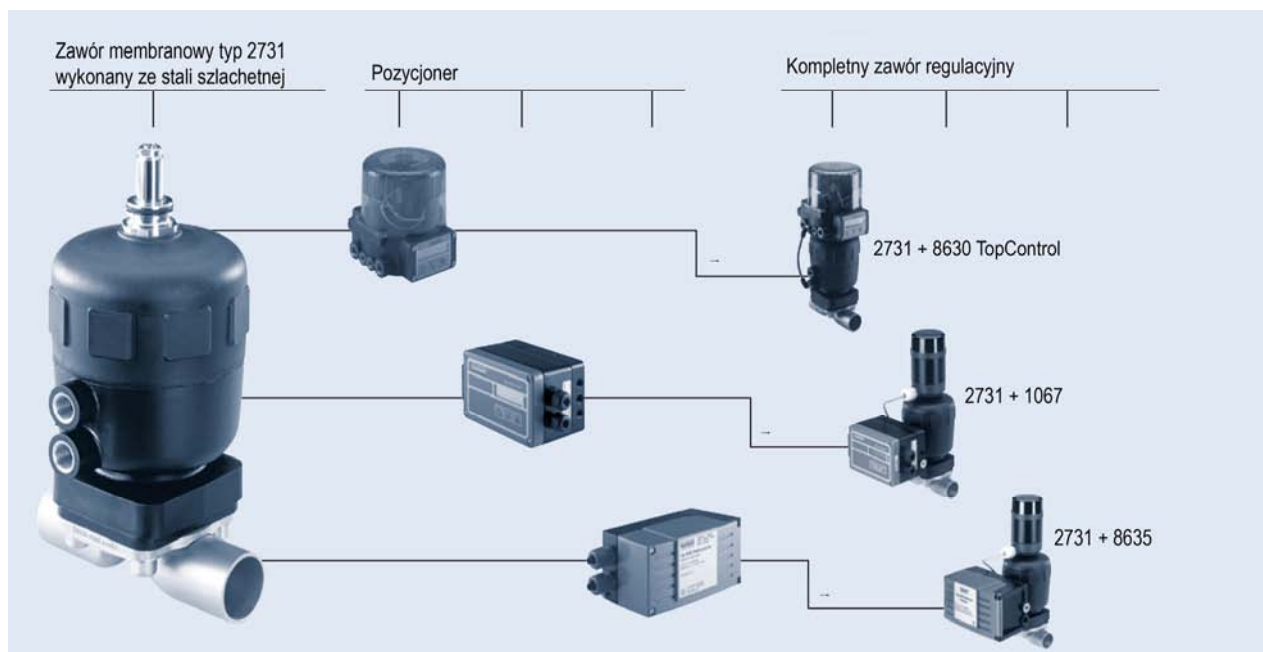 Zawór membranowy typ 2731
wykonany ze stali szlachetnej
Pozycjoner
Kompletny zawór regulacyjny
2731 + 8630 TopControl
2731 + 1067
2731 + 8635